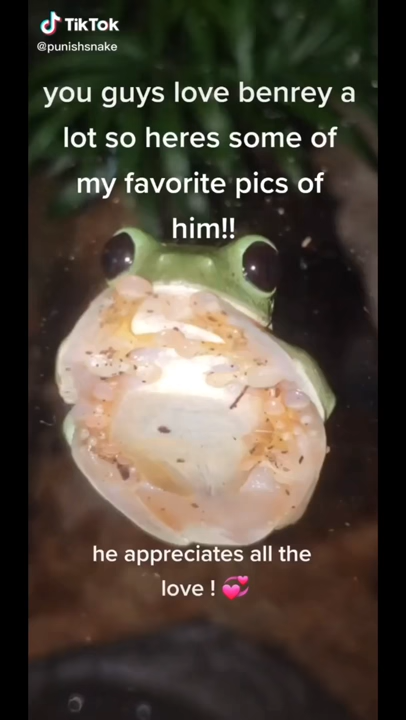 TikTok
@punishsnake
you guys love benrey a
lot so heres some of
my favorite pics of
him!!
he appreciates all the
love ! 💞